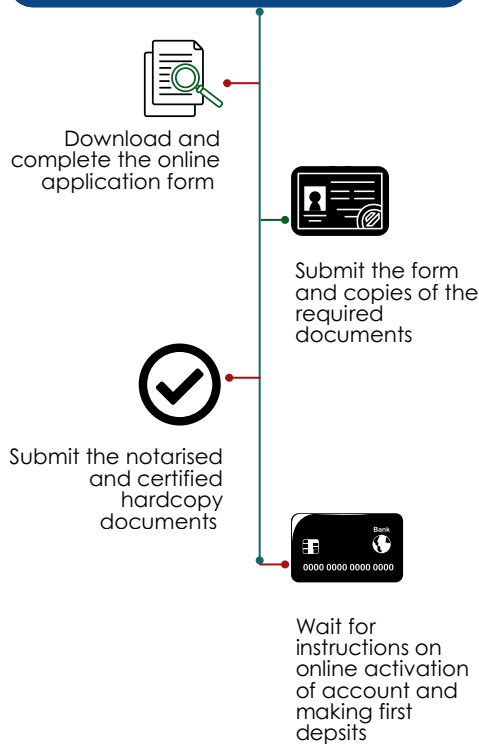 Download and
complete the online
application form
Submit the form
and copies of the
required
documents
Submit the notarised
and certified
hardcopy
documents
Bank
0000 0000 0000 0000
Wait for
instructions on
online activation
of account and
making first
depsits